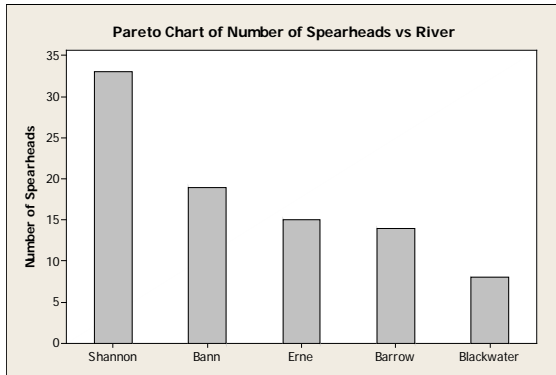 Pareto Chart of Number of Spearheads vs River
Number of Spearheads
35
30
25
20
15
10
5
0
Shannon Bann Erne Barrow Blackwater